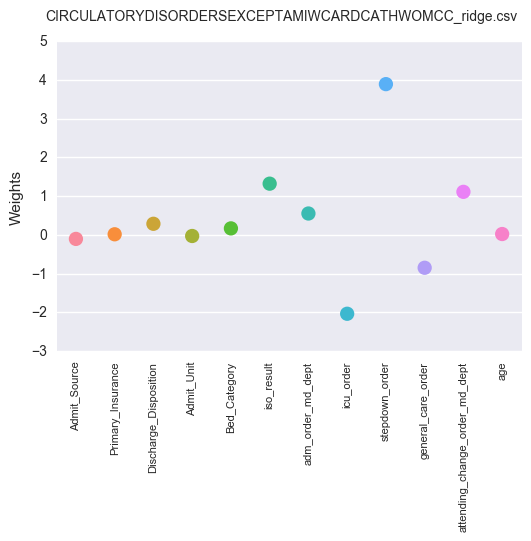 CIRCULATORYDISORDERSEXCEPTAMIWCARDCATHWOMCC_ridge.csv
5
4
3
2
1
0
−1
−2
−3
Weights
Admit_Source
Primary_Insurance
Discharge_Disposition
Admit_Unit
Bed_Category
iso_result
adm_order_md_dept
icu_order
stepdown_order
general_care_order
attending_change_order_md_dept
age